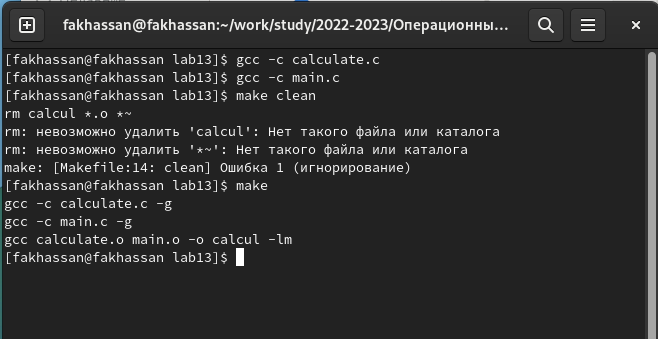 fakhassan@fakhassan:~/work/study/2022-2023/Операционны...
[fakhassan@fakhassan lab13]$ gcc -c calculate.c
[fakhassan@fakhassan lab13]$ gcc -c main.c
[fakhassan@fakhassan lab13]$ make clean
rm calcul *.o *~
rm: невозможно удалить 'calcul': Нет такого файла или каталога
rm: невозможно удалить '*~': Нет такого файла или каталога
make: [Makefile:14: clean] Ошибка 1 (игнорирование)
[fakhassan@fakhassan lab13]$ make
gcc -c calculate.c -g
gcc -c main.c -g
gcc calculate.o main.o -o calcul -lm
[fakhassan@fakhassan lab13]$